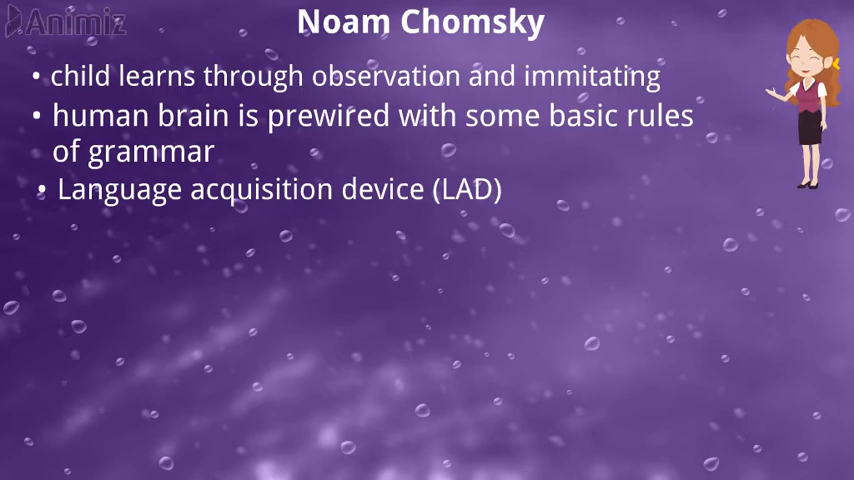 Animiz
Noam Chomsky
• child learns through observation and immitating
• human brain is prewired with some basic rules
of grammar
• Language acquisition device (LAD)